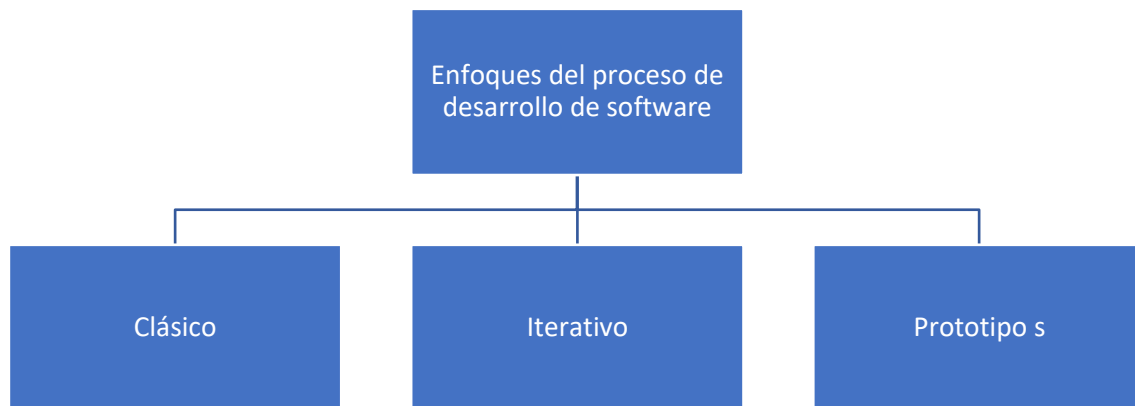 Enfoques del proceso de
desarrollo de software
Clásico
Iterativo
Prototipo s